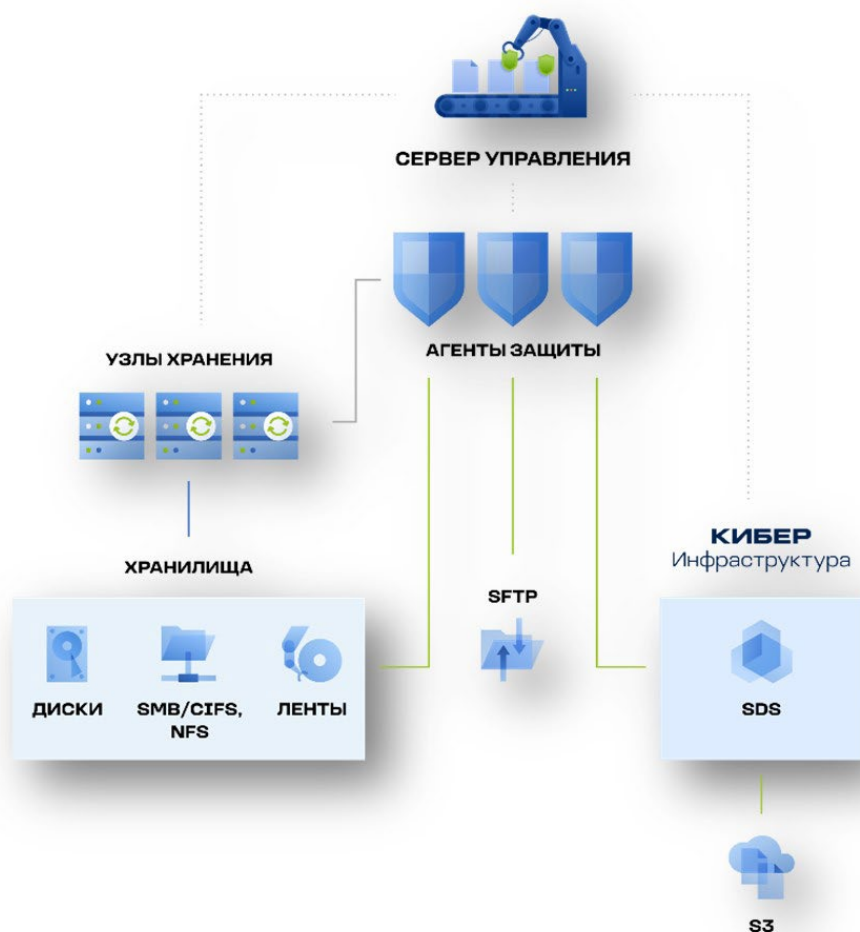 СЕРВЕР УПРАВЛЕНИЯ
АГЕНТЫ ЗАЩИТЫ
УЗЛЫ ХРАНЕНИЯ
ХРАНИЛИЩА
ДИСКИ
SMB/CIFS,
NFS
ЛЕНТЫ
SFTP
КИБЕР
Инфраструктура
SDS
S3